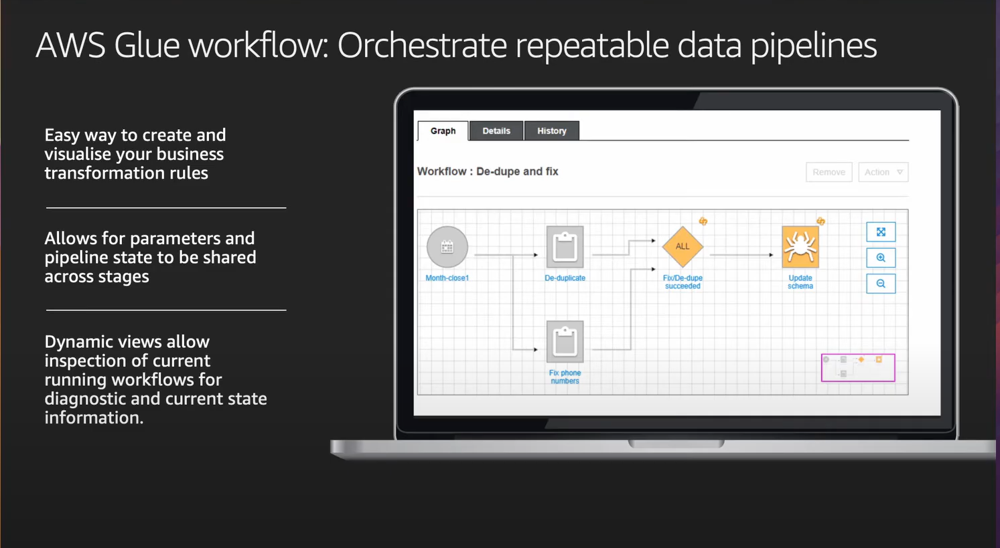 AWS Glue workflow: Orchestrate repeatable data pipelines
Easy way to create and
visualise your business
transformation rules
Allows for parameters and
pipeline state to be shared
across stages
Dynamic views allow
inspection of current
running workflows for
diagnostic and current state
information.
Graph
Details
History
Workflow : De-dupe and fix
Remove
Action
Month-close1
De-duplicate
ALL
Fix/De-dupe
succeeded
Update
schema
Fix phone
numbers